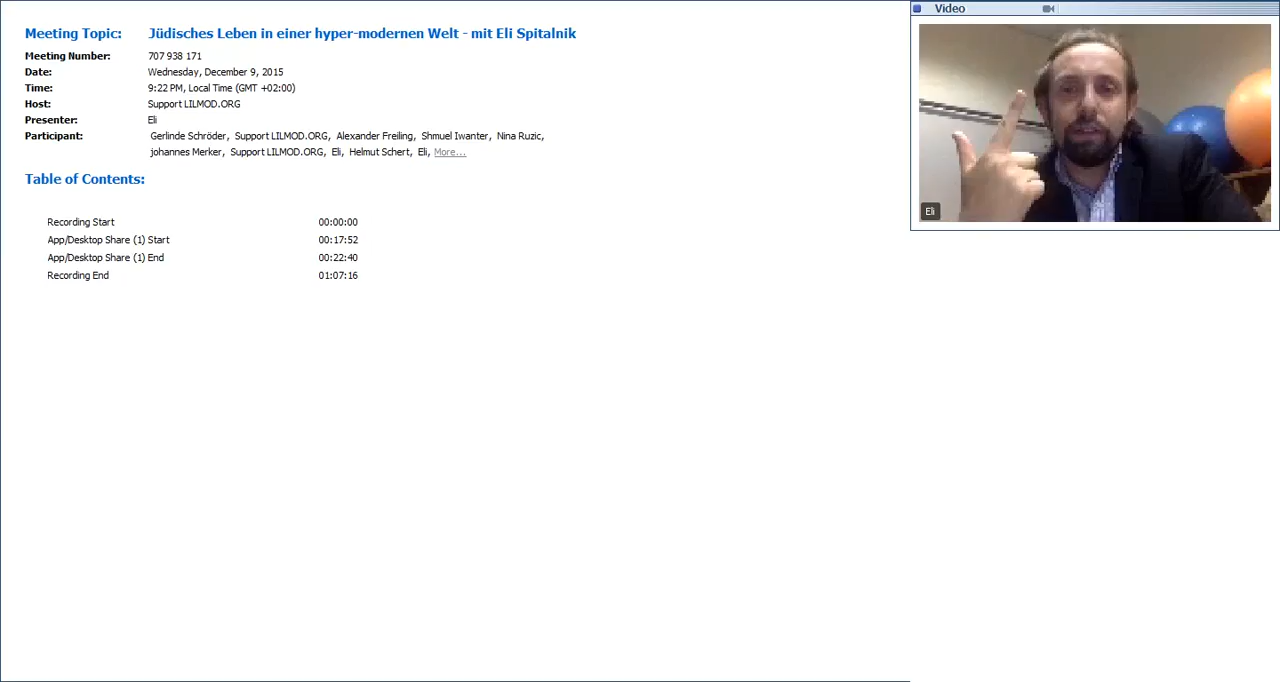 Meeting Topic: Jüdisches Leben in einer hyper-modernen Welt - mit Eli Spitalnik
Meeting Number: 707 938 171
Date: Wednesday, December 9, 2015
Time: 9:22 PM, Local Time (GMT +02:00)
Host: Support LILMOD.ORG
Presenter: Eli
Participant: Gerlinde Schröder, Support LILMOD.ORG, Alexander Freiling, Shmuel Iwanter, Nina Ruzic,
johannes Merker, Support LILMOD.ORG, Eli, Helmut Schert, Eli, More...
Table of Contents:
Recording Start 00:00:00
App/Desktop Share (1) Start 00:17:52
App/Desktop Share (1) End 00:22:40
Recording End 01:07:16
Video
Eli